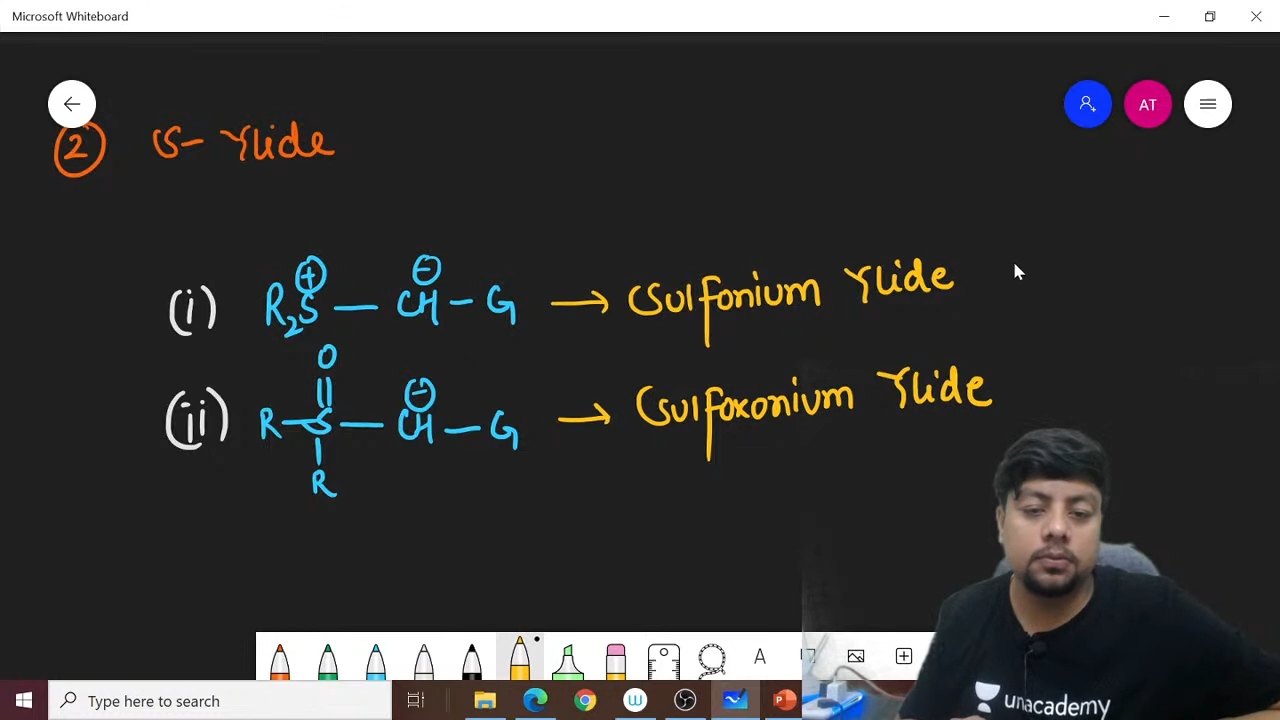 Microsoft Whiteboard
AT
② S- Ylide
(i) R₂S⊕ — CH⊖ — G → Sulfonium Ylide
O
(ii) R — S — CH⊖ — G → Sulfoxonium Ylide
R
A
unacademy
Type here to search